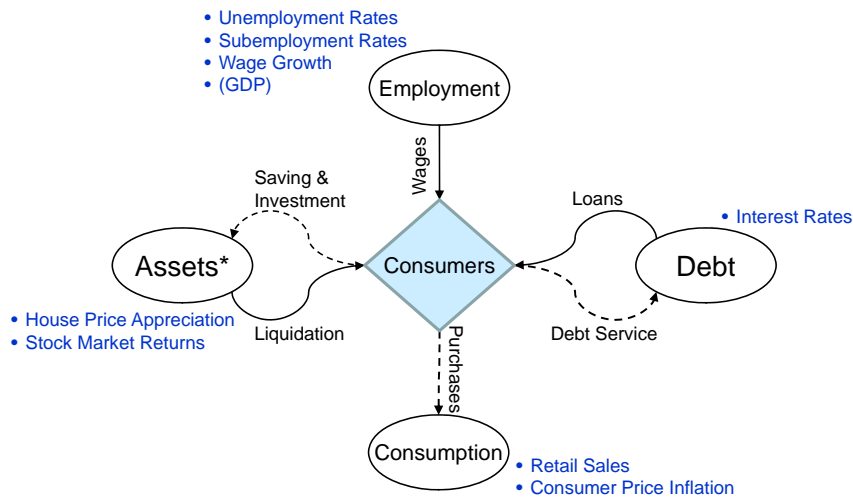 • Unemployment Rates
• Subemployment Rates
• Wage Growth
• (GDP)
Employment
Wages
Saving &
Investment
Loans
• Interest Rates
Assets*
Consumers
Debt
• House Price Appreciation
• Stock Market Returns
Liquidation
Purchases
Debt Service
Consumption
• Retail Sales
• Consumer Price Inflation